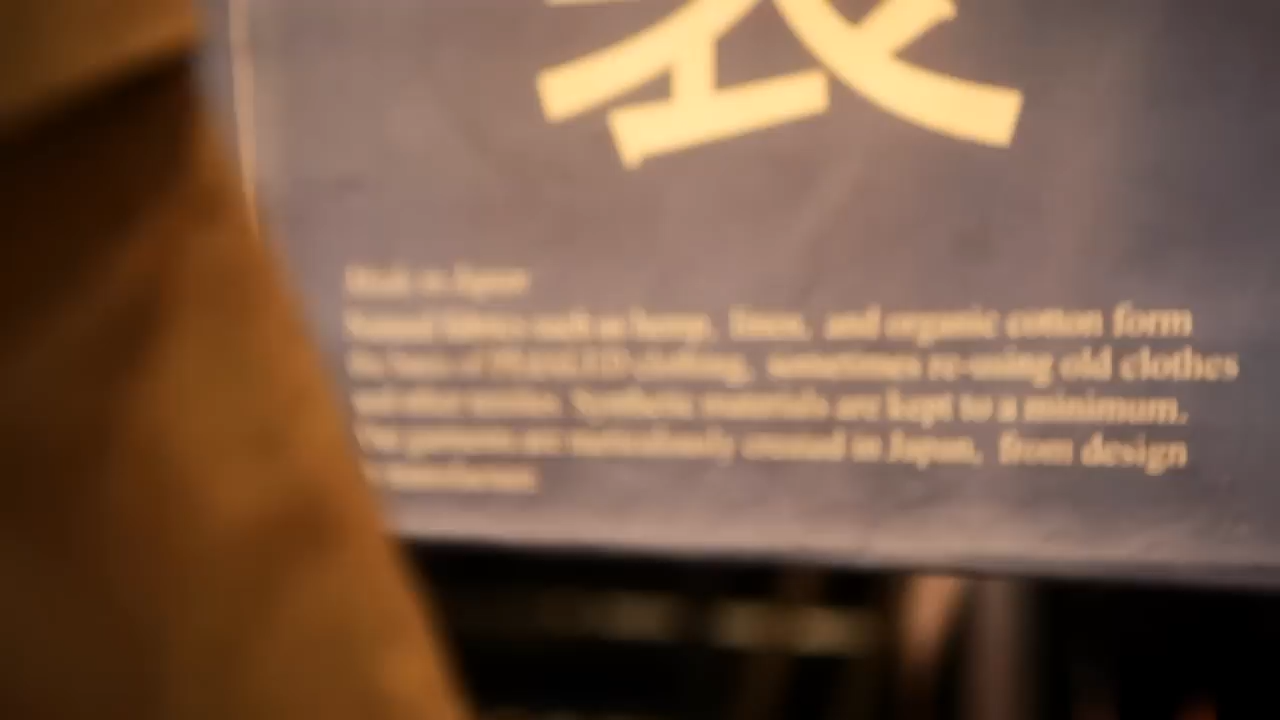 Made in Japan
Natural fabrics such as hemp, linen, and organic cotton form
the basis of clothing, sometimes re-using old clothes
and other textiles. Synthetic materials are kept to a minimum.
The garments are meticulously created in Japan, from design